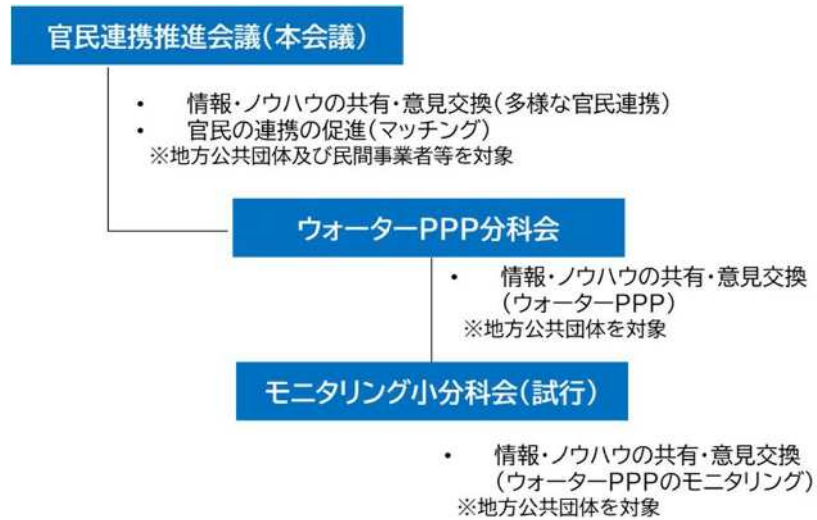 官民連携推進会議(本会議)
• 情報・ノウハウの共有・意見交換(多様な官民連携)
• 官民の連携の促進(マッチング)
※地方公共団体及び民間事業者等を対象
ウォーターPPP分科会
• 情報・ノウハウの共有・意見交換
(ウォーターPPP)
※地方公共団体を対象
モニタリング小分科会(試行)
• 情報・ノウハウの共有・意見交換
(ウォーターPPPのモニタリング)
※地方公共団体を対象